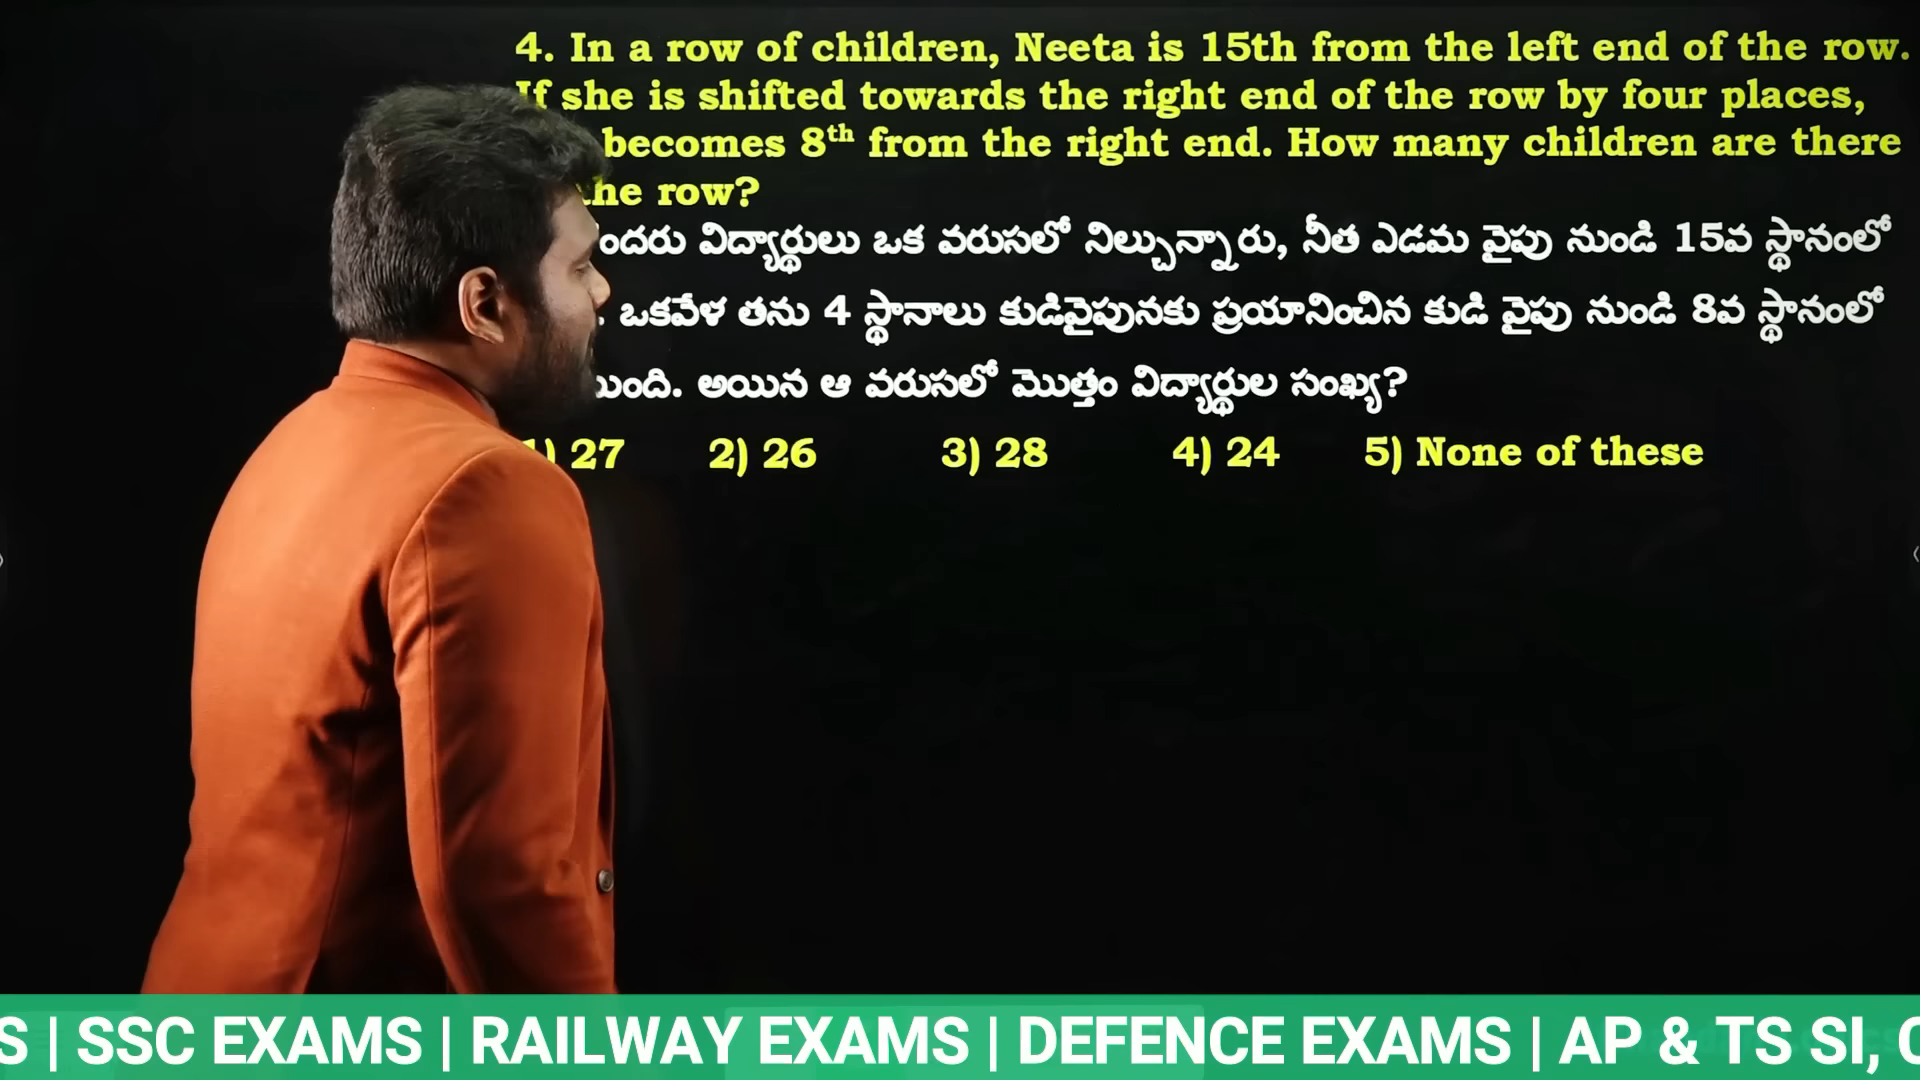 4. In a row of children, Neeta is 15th from the left end of the row.
If she is shifted towards the right end of the row by four places,
becomes 8th from the right end. How many children are there
the row?
విద్యార్థులు ఒక వరుసలో నిల్చున్నారు, నీత ఎడమ వైపు నుండి 15వ స్థానంలో
ఒకవేళ తను 4 స్థానాలు కుడివైపునకు ప్రయానించిన కుడి వైపు నుండి 8వ స్థానంలో
అయిన ఆ వరుసలో మొత్తం విద్యార్థుల సంఖ్య?
1) 27 2) 26 3) 28 4) 24 5) None of these
S | SSC EXAMS | RAILWAY EXAMS | DEFENCE EXAMS | AP & TS SI, C